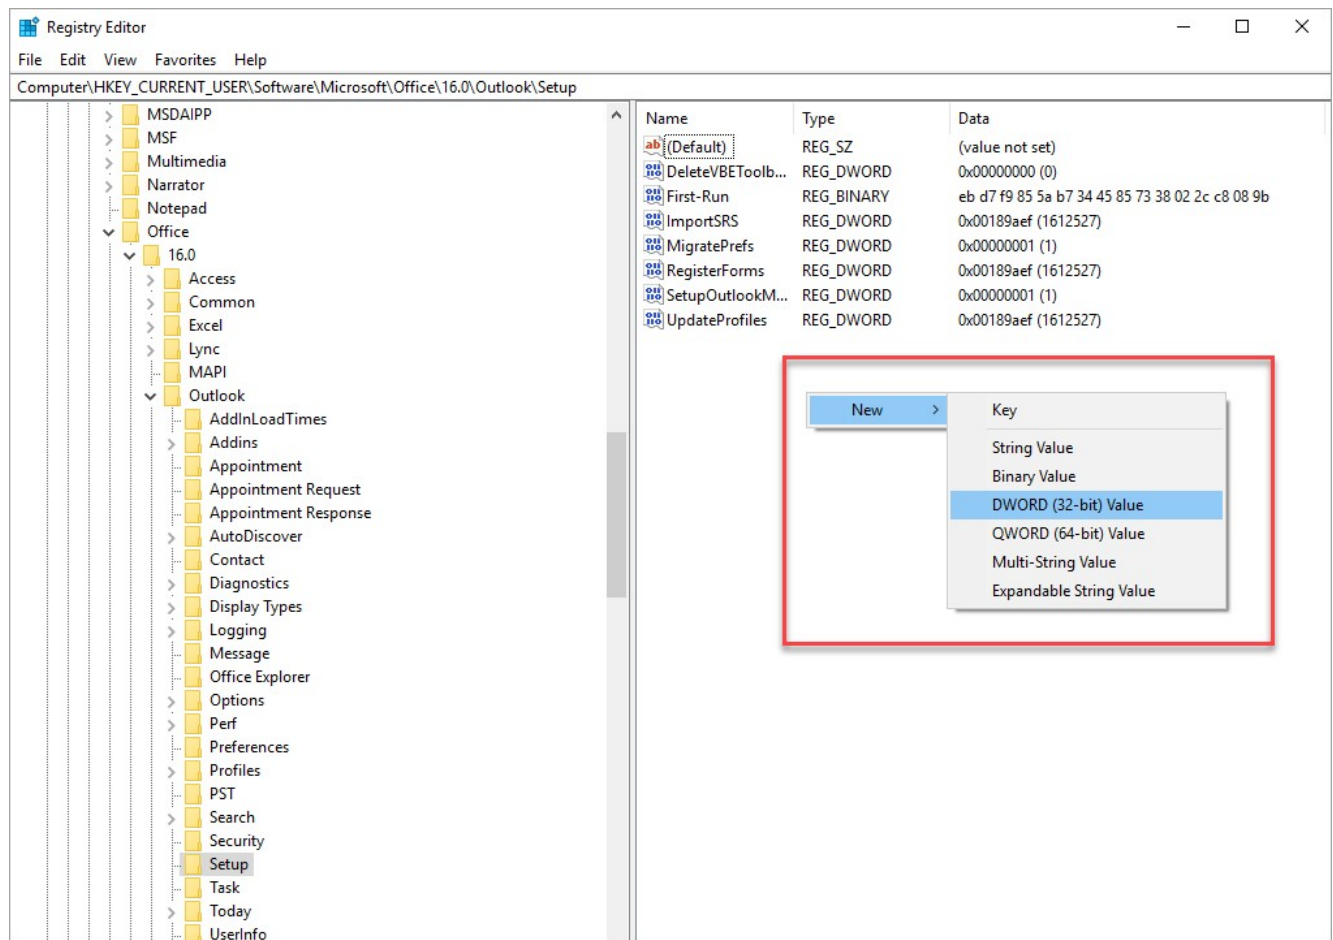 Registry Editor
File Edit View Favorites Help
Computer\HKEY_CURRENT_USER\Software\Microsoft\Office\16.0\Outlook\Setup
MSDAIPP
MSF
Multimedia
Narrator
Notepad
Office
16.0
Access
Common
Excel
Lync
MAPI
Outlook
AddInLoadTimes
Addins
Appointment
Appointment Request
Appointment Response
AutoDiscover
Contact
Diagnostics
Display Types
Logging
Message
Office Explorer
Options
Perf
Preferences
Profiles
PST
Search
Security
Setup
Task
Today
UserInfo
Name Type Data
ab (Default) REG_SZ (value not set)
DeleteVBEToolb... REG_DWORD 0x00000000 (0)
First-Run REG_BINARY eb d7 f9 85 5a b7 34 45 85 73 38 02 2c c8 08 9b
ImportSRS REG_DWORD 0x00189aef (1612527)
MigratePrefs REG_DWORD 0x00000001 (1)
RegisterForms REG_DWORD 0x00189aef (1612527)
SetupOutlookM... REG_DWORD 0x00000001 (1)
UpdateProfiles REG_DWORD 0x00189aef (1612527)
New
Key
String Value
Binary Value
DWORD (32-bit) Value
QWORD (64-bit) Value
Multi-String Value
Expandable String Value